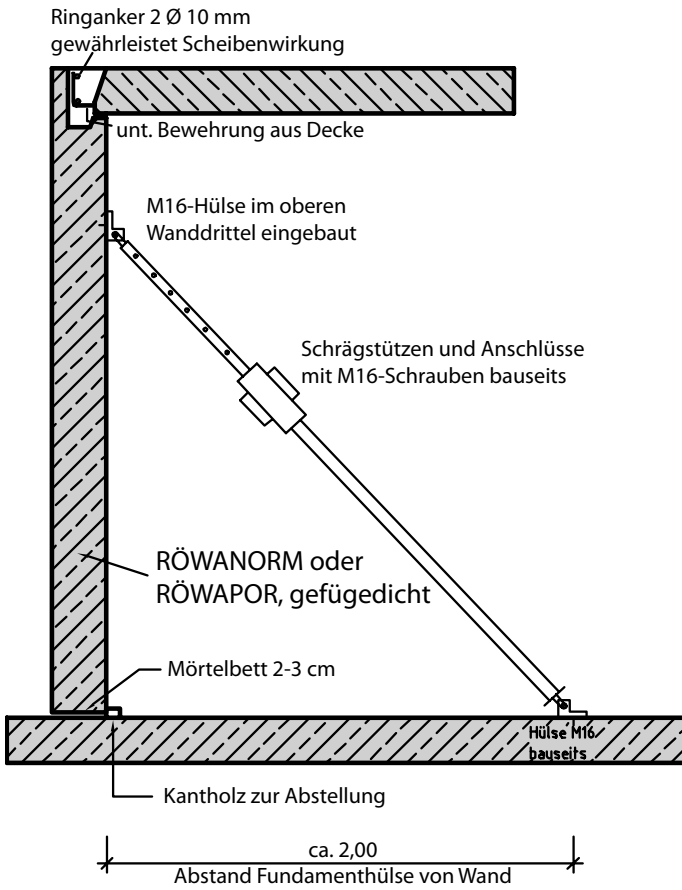 Ringanker 2 Ø 10 mm
gewährleistet Scheibenwirkung
unt. Bewehrung aus Decke
M16-Hülse im oberen
Wanddrittel eingebaut
Schrägstützen und Anschlüsse
mit M16-Schrauben bauseits
RÖWANORM oder
RÖWAPOR, gefügedicht
Mörtelbett 2-3 cm
Hülse M16
bauseits
Kantholz zur Abstellung
ca. 2,00
Abstand Fundamenthülse von Wand